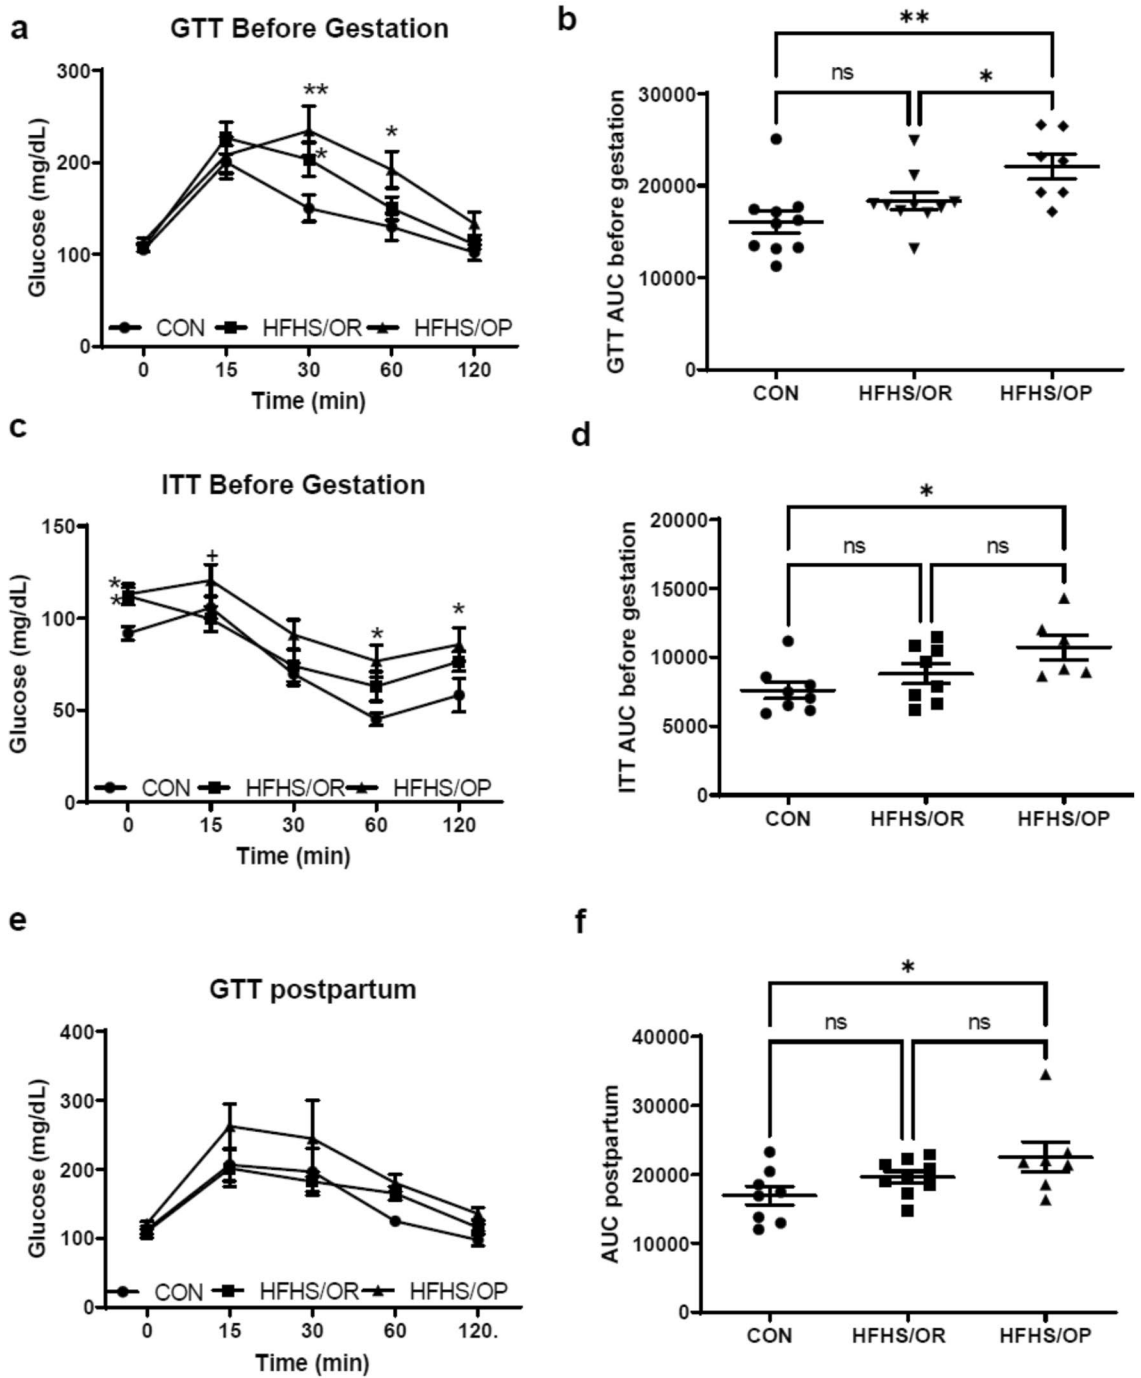 a
GTT Before Gestation
Glucose (mg/dL)
300
200
100
0
**
*
*
CON HFHS/OR HFHS/OP
0 15 30 60 120
Time (min)
b
**
ns *
GTT AUC before gestation
30000
20000
10000
0
CON HFHS/OR HFHS/OP
c
ITT Before Gestation
Glucose (mg/dL)
150
100
50
0
*
*
+
*
*
CON HFHS/OR HFHS/OP
0 15 30 60 120
Time (min)
d
*
ns ns
ITT AUC before gestation
20000
15000
10000
5000
0
CON HFHS/OR HFHS/OP
e
GTT postpartum
Glucose (mg/dL)
400
300
200
100
0
CON HFHS/OR HFHS/OP
0 15 30 60 120.
Time (min)
f
*
ns ns
AUC postpartum
40000
30000
20000
10000
0
CON HFHS/OR HFHS/OP